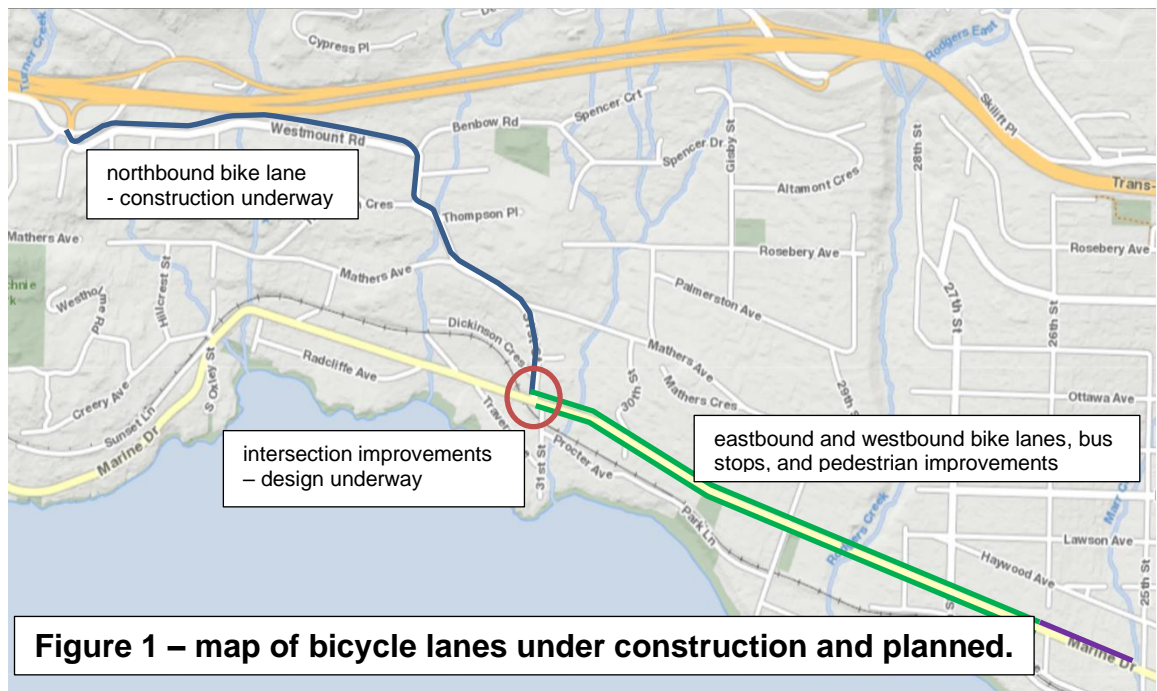 Turner Creek
Cypress Pl
Rodgers East
Skilift Pl
Spencer Crt
Benbow Rd
Westmount Rd
28th St
northbound bike lane
- construction underway
Spencer Dr
Gisby St
Altamont Cres
Trans-
Cres
Thompson Pl
Mathers Ave
Rosebery Ave
Rosebery Ave
Mathers Ave
Hillcrest St
Palmerston Ave
27th St
26th St
Dickinson Cres
Radcliffe Ave
Mathers Ave
S Oxley St
30th St
Mathers Cres
29th St
Ottawa Ave
Creery Ave
Sunset Ln
Marine Dr
intersection improvements
– design underway
31st St
Procter Ave
eastbound and westbound bike lanes, bus
stops, and pedestrian improvements
Park Ln
Rodgers Creek
Lawson Ave
Haywood Ave
25th St
Marine Dr
Figure 1 – map of bicycle lanes under construction and planned.